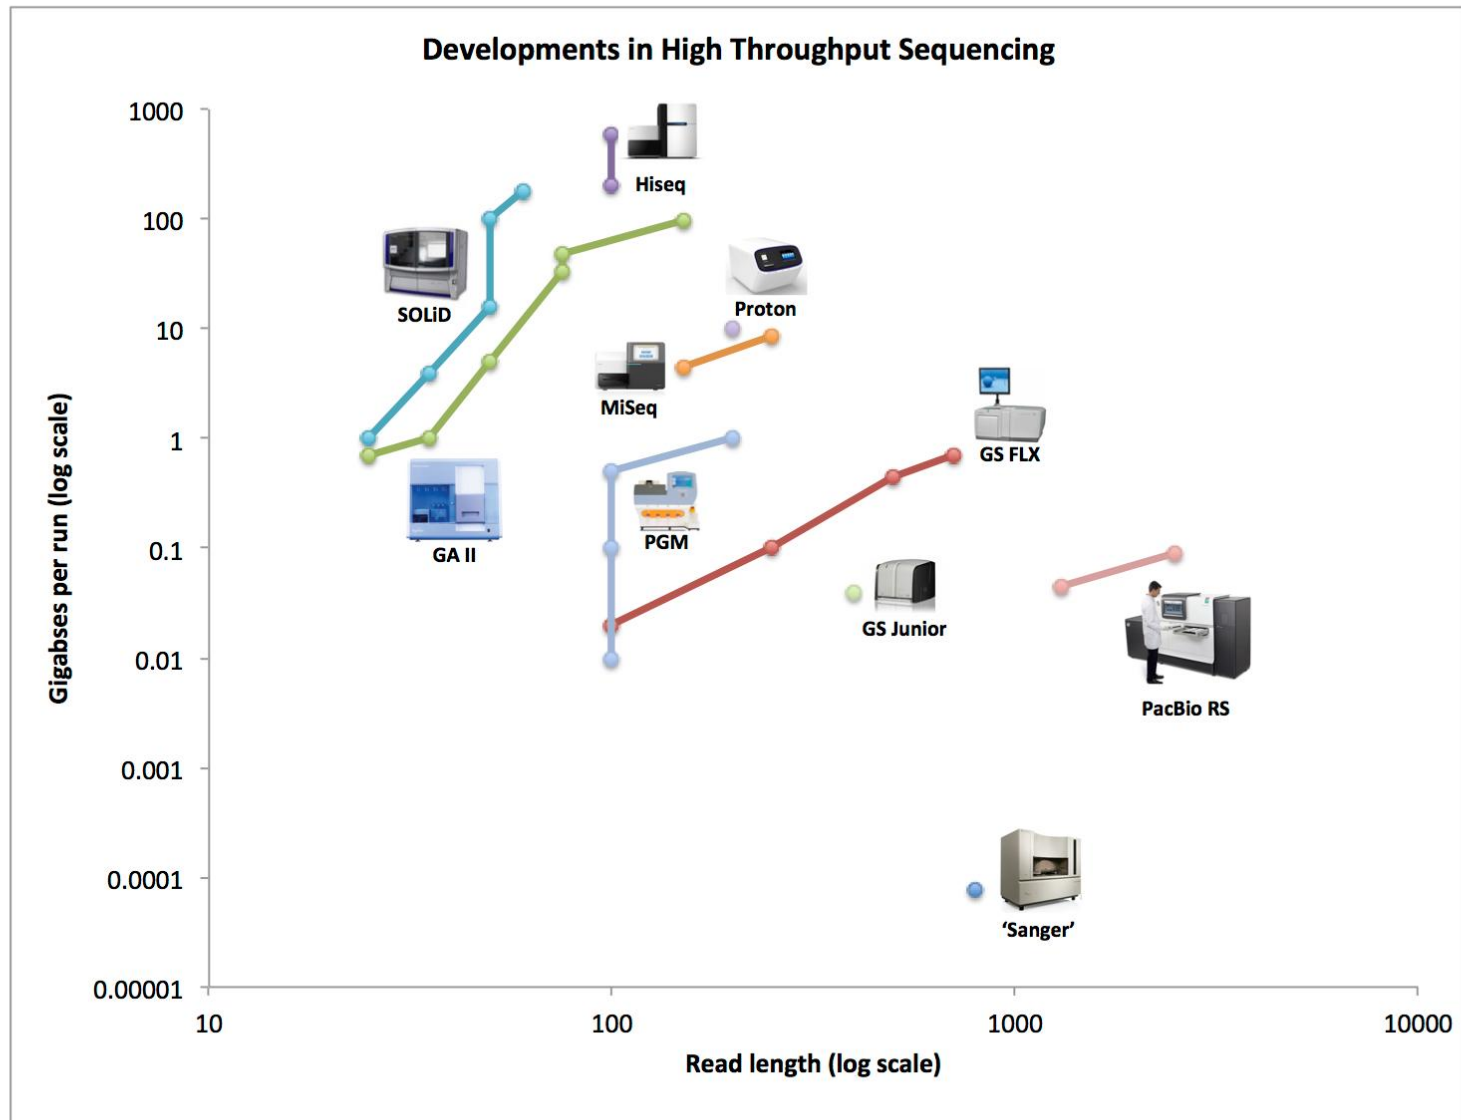 Developments in High Throughput Sequencing
1000
100
10
1
0.1
0.01
0.001
0.0001
0.00001
Gigabses per run (log scale)
Hiseq
SOLiD
Proton
MiSeq
GS FLX
GA II
PGM
GS Junior
PacBio RS
‘Sanger’
10
100
1000
10000
Read length (log scale)